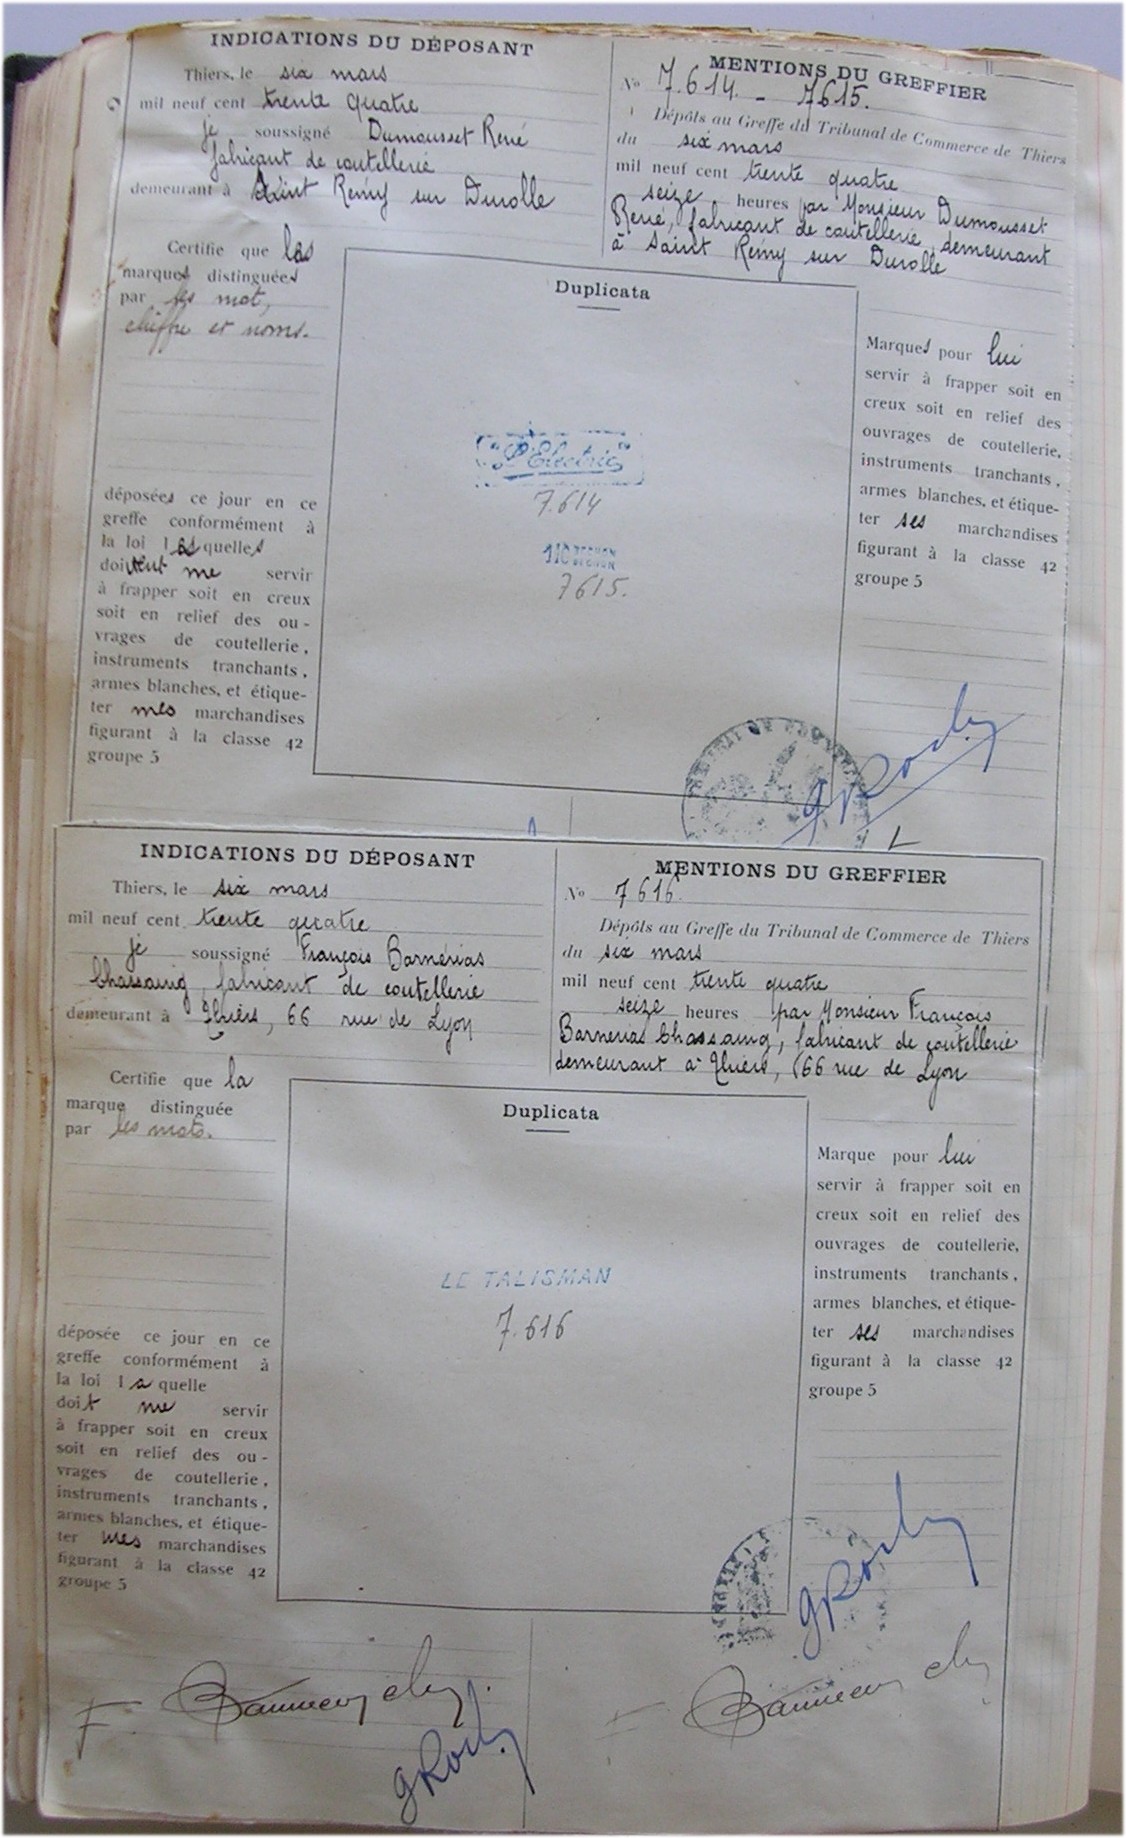 INDICATIONS DU DÉPOSANT
Thiers, le six mars
mil neuf cent trente quatre
je soussigné Dumousset René
fabricant de coutellerie
demeurant à Saint Remy sur Durolle
Certifie que les
marques distinguées
par les mot,
chiffre et noms.
déposées ce jour en ce
greffe conformément à
la loi lesquelles
doivent me servir
à frapper soit en creux
soit en relief des ou-
vrages de coutellerie,
instruments tranchants,
armes blanches, et étique-
ter mes marchandises
figurant à la classe 42
groupe 5
MENTIONS DU GREFFIER
No 7.614 - 7615.
Dépôts au Greffe du Tribunal de Commerce de Thiers
du six mars
mil neuf cent trente quatre
seize heures par Monsieur Dumousset
René, fabricant de coutellerie, demeurant
à Saint Remy sur Durolle
Duplicata
"L'Electric"
7.614
110
7615.
Marques pour lui
servir à frapper soit en
creux soit en relief des
ouvrages de coutellerie,
instruments tranchants,
armes blanches, et étique-
ter ses marchandises
figurant à la classe 42
groupe 5
INDICATIONS DU DÉPOSANT
Thiers, le six mars
mil neuf cent trente quatre
je soussigné François Barnérias
Chassaing, fabricant de coutellerie
demeurant à Thiers, 66 rue de Lyon
Certifie que la
marque distinguée
par les mots.
déposée ce jour en ce
greffe conformément à
la loi laquelle
doit me servir
à frapper soit en creux
soit en relief des ou-
vrages de coutellerie,
instruments tranchants,
armes blanches, et étique-
ter mes marchandises
figurant à la classe 42
groupe 5
MENTIONS DU GREFFIER
No 7616
Dépôts au Greffe du Tribunal de Commerce de Thiers
du six mars
mil neuf cent trente quatre
seize heures par Monsieur François
Barnerias Chassaing, fabricant de coutellerie
demeurant à Thiers, 66 rue de Lyon
Duplicata
LE TALISMAN
7.616
Marque pour lui
servir à frapper soit en
creux soit en relief des
ouvrages de coutellerie,
instruments tranchants,
armes blanches, et étique-
ter ses marchandises
figurant à la classe 42
groupe 5